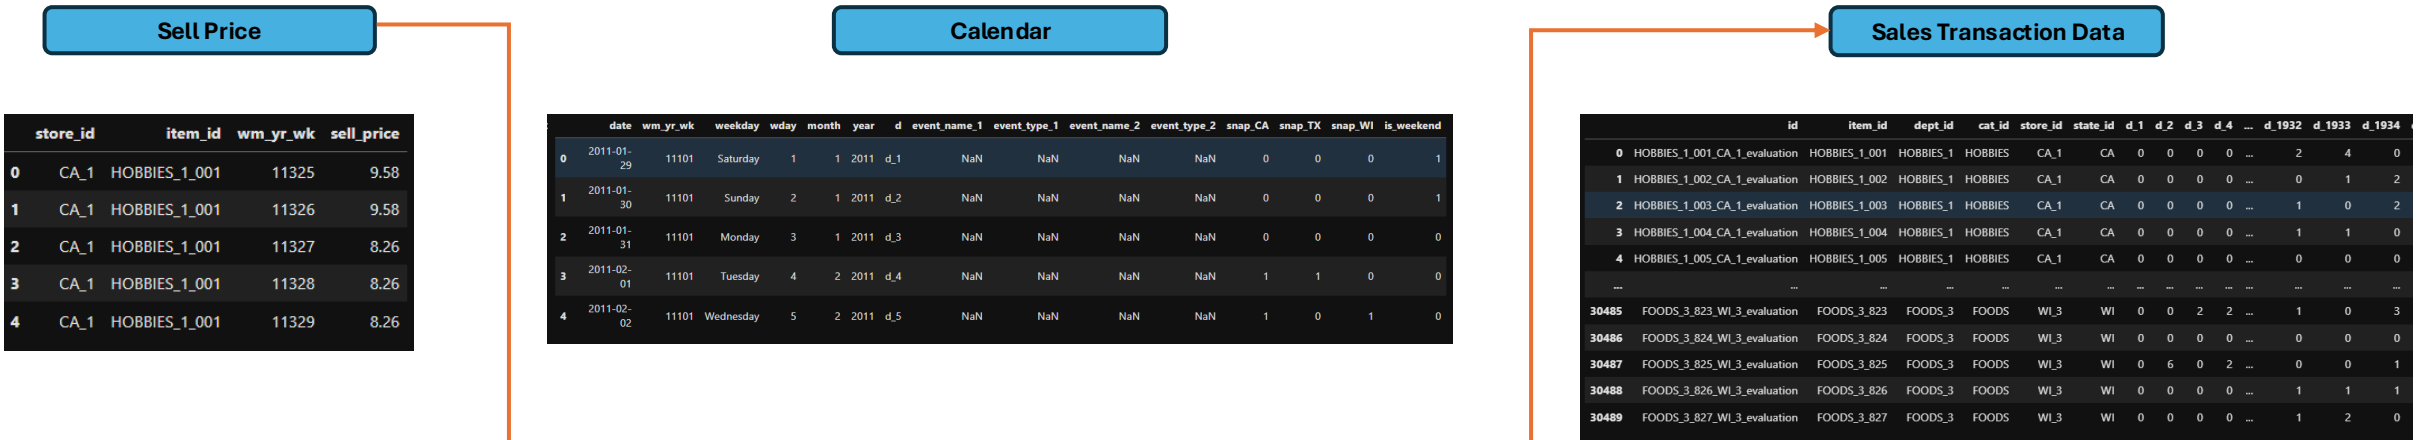 Sell Price
Calendar
Sales Transaction Data
store_id item_id wm_yr_wk sell_price
0 CA_1 HOBBIES_1_001 11325 9.58
1 CA_1 HOBBIES_1_001 11326 9.58
2 CA_1 HOBBIES_1_001 11327 8.26
3 CA_1 HOBBIES_1_001 11328 8.26
4 CA_1 HOBBIES_1_001 11329 8.26
date wm_yr_wk weekday wday month year d event_name_1 event_type_1 event_name_2 event_type_2 snap_CA snap_TX snap_WI is_weekend
0 2011-01-29 11101 Saturday 1 1 2011 d_1 NaN NaN NaN NaN 0 0 0 1
1 2011-01-30 11101 Sunday 2 1 2011 d_2 NaN NaN NaN NaN 0 0 0 1
2 2011-01-31 11101 Monday 3 1 2011 d_3 NaN NaN NaN NaN 0 0 0 0
3 2011-02-01 11101 Tuesday 4 2 2011 d_4 NaN NaN NaN NaN 1 1 0 0
4 2011-02-02 11101 Wednesday 5 2 2011 d_5 NaN NaN NaN NaN 1 0 1 0
id item_id dept_id cat_id store_id state_id d_1 d_2 d_3 d_4 ... d_1932 d_1933 d_1934
0 HOBBIES_1_001_CA_1_evaluation HOBBIES_1_001 HOBBIES_1 HOBBIES CA_1 CA 0 0 0 0 ... 2 4 0
1 HOBBIES_1_002_CA_1_evaluation HOBBIES_1_002 HOBBIES_1 HOBBIES CA_1 CA 0 0 0 0 ... 0 1 2
2 HOBBIES_1_003_CA_1_evaluation HOBBIES_1_003 HOBBIES_1 HOBBIES CA_1 CA 0 0 0 0 ... 1 0 2
3 HOBBIES_1_004_CA_1_evaluation HOBBIES_1_004 HOBBIES_1 HOBBIES CA_1 CA 0 0 0 0 ... 1 1 0
4 HOBBIES_1_005_CA_1_evaluation HOBBIES_1_005 HOBBIES_1 HOBBIES CA_1 CA 0 0 0 0 ... 0 0 0
... ... ... ... ... ... ... ... ... ... ... ... ... ... ...
30485 FOODS_3_823_WI_3_evaluation FOODS_3_823 FOODS_3 FOODS WI_3 WI 0 0 2 2 ... 1 0 3
30486 FOODS_3_824_WI_3_evaluation FOODS_3_824 FOODS_3 FOODS WI_3 WI 0 0 0 0 ... 0 0 0
30487 FOODS_3_825_WI_3_evaluation FOODS_3_825 FOODS_3 FOODS WI_3 WI 0 6 0 2 ... 0 0 1
30488 FOODS_3_826_WI_3_evaluation FOODS_3_826 FOODS_3 FOODS WI_3 WI 0 0 0 0 ... 1 1 1
30489 FOODS_3_827_WI_3_evaluation FOODS_3_827 FOODS_3 FOODS WI_3 WI 0 0 0 0 ... 1 2 0